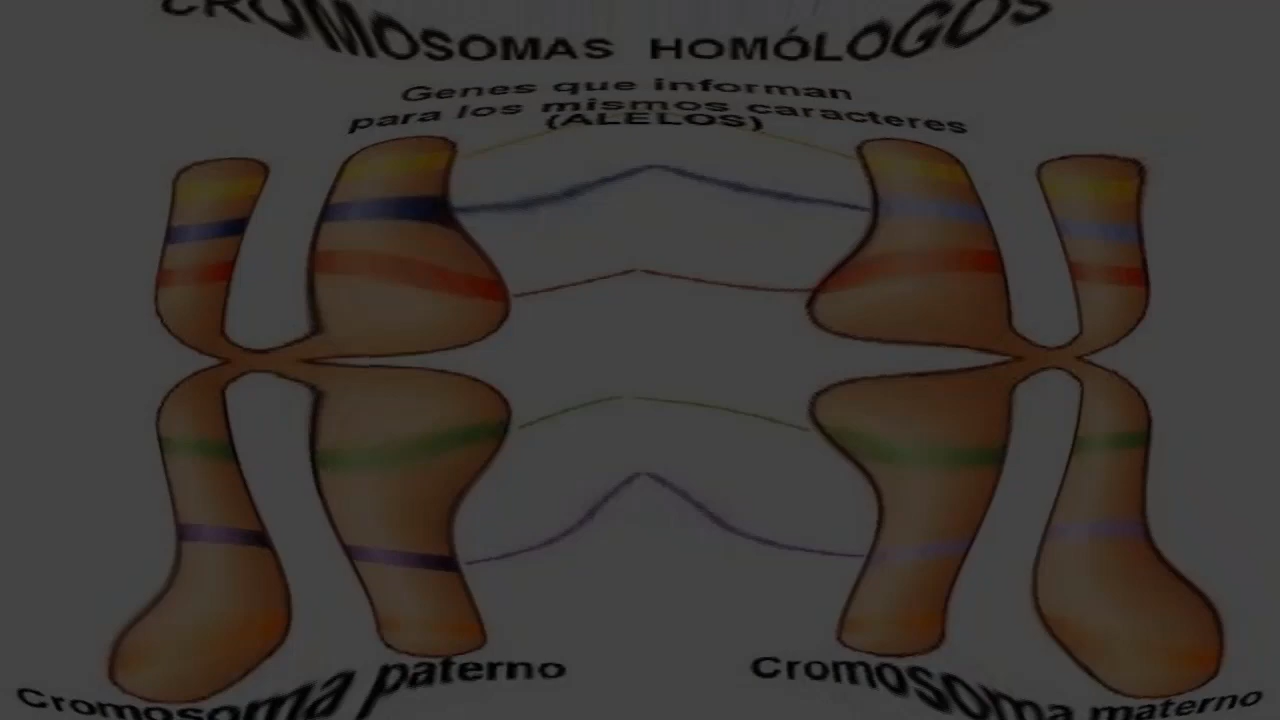 CROMOSOMAS HOMÓLOGOS
Genes que informan
para los mismos caracteres
(ALELOS)
Cromosoma paterno
Cromosoma materno